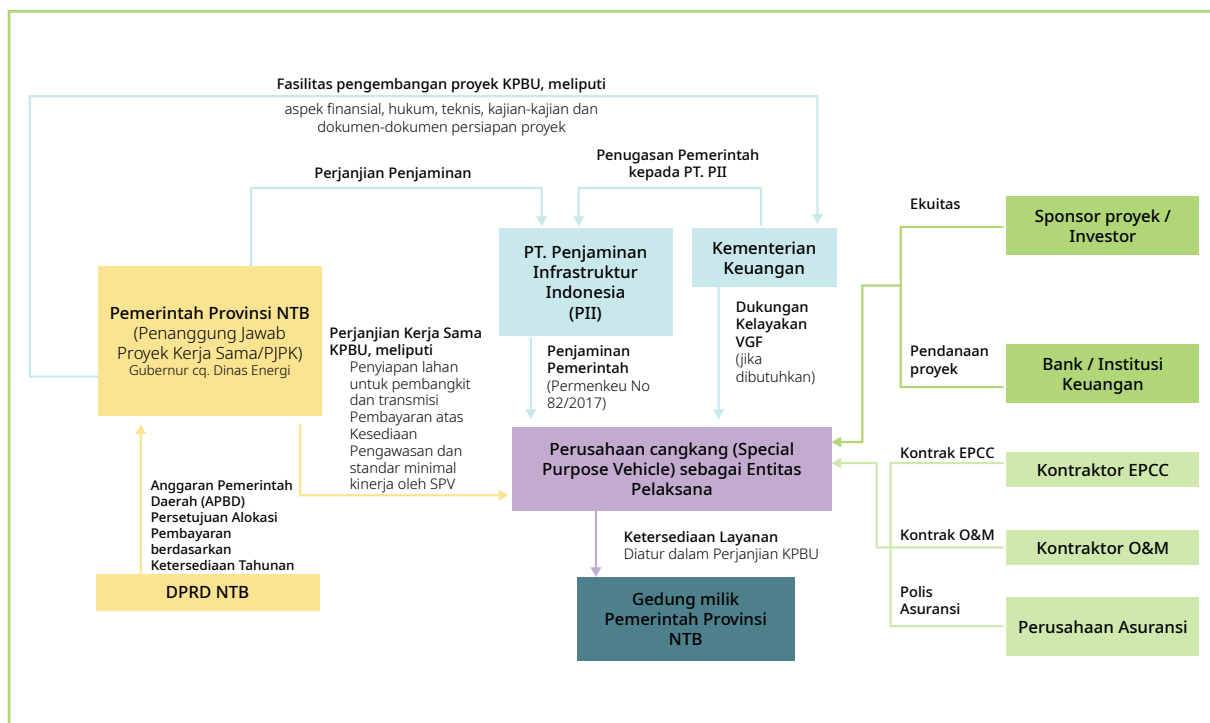 Fasilitas pengembangan proyek KPBU, meliputi
aspek finansial, hukum, teknis, kajian-kajian dan
dokumen-dokumen persiapan proyek
Perjanjian Penjaminan
Penugasan Pemerintah
kepada PT. PII
Ekuitas
Sponsor proyek /
Investor
PT. Penjaminan
Infrastruktur
Indonesia
(PII)
Kementerian
Keuangan
Pemerintah Provinsi NTB
(Penanggung Jawab
Proyek Kerja Sama/PJPK)
Gubernur cq. Dinas Energi
Perjanjian Kerja Sama
KPBU, meliputi
Penyiapan lahan
untuk pembangkit
dan transmisi
Pembayaran atas
Kesediaan
Pengawasan dan
standar minimal
kinerja oleh SPV
Penjaminan
Pemerintah
(Permenkeu No
82/2017)
Dukungan
Kelayakan
VGF
(jika
dibutuhkan)
Pendanaan
proyek
Bank / Institusi
Keuangan
Perusahaan cangkang (Special
Purpose Vehicle) sebagai Entitas
Pelaksana
Kontrak EPCC
Kontraktor EPCC
Anggaran Pemerintah
Daerah (APBD)
Persetujuan Alokasi
Pembayaran
berdasarkan
Ketersediaan Tahunan
DPRD NTB
Ketersediaan Layanan
Diatur dalam Perjanjian KPBU
Kontrak O&M
Kontraktor O&M
Gedung milik
Pemerintah Provinsi
NTB
Polis
Asuransi
Perusahaan Asuransi